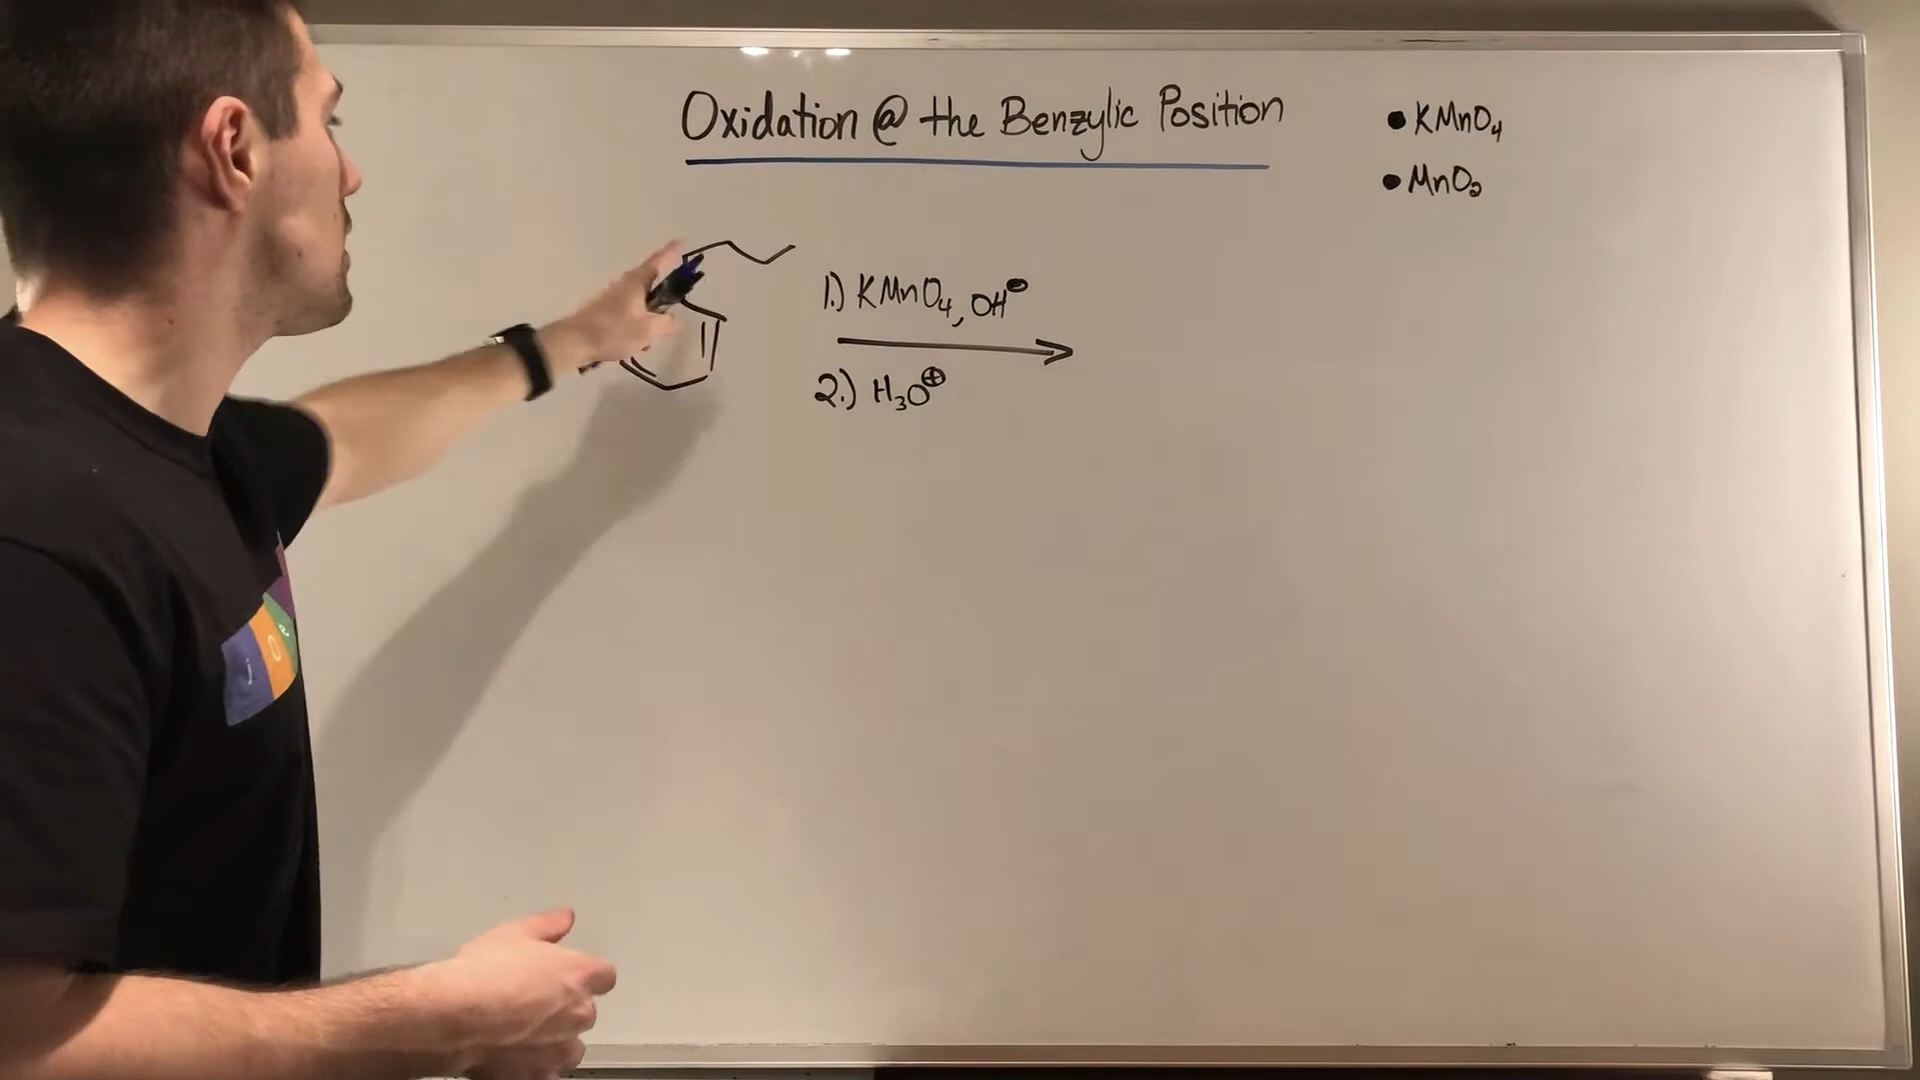 Oxidation @ the Benzylic Position
• KMnO₄
• MnO₂
1.) KMnO₄, OH⊖
2.) H₃O⊕
J
O